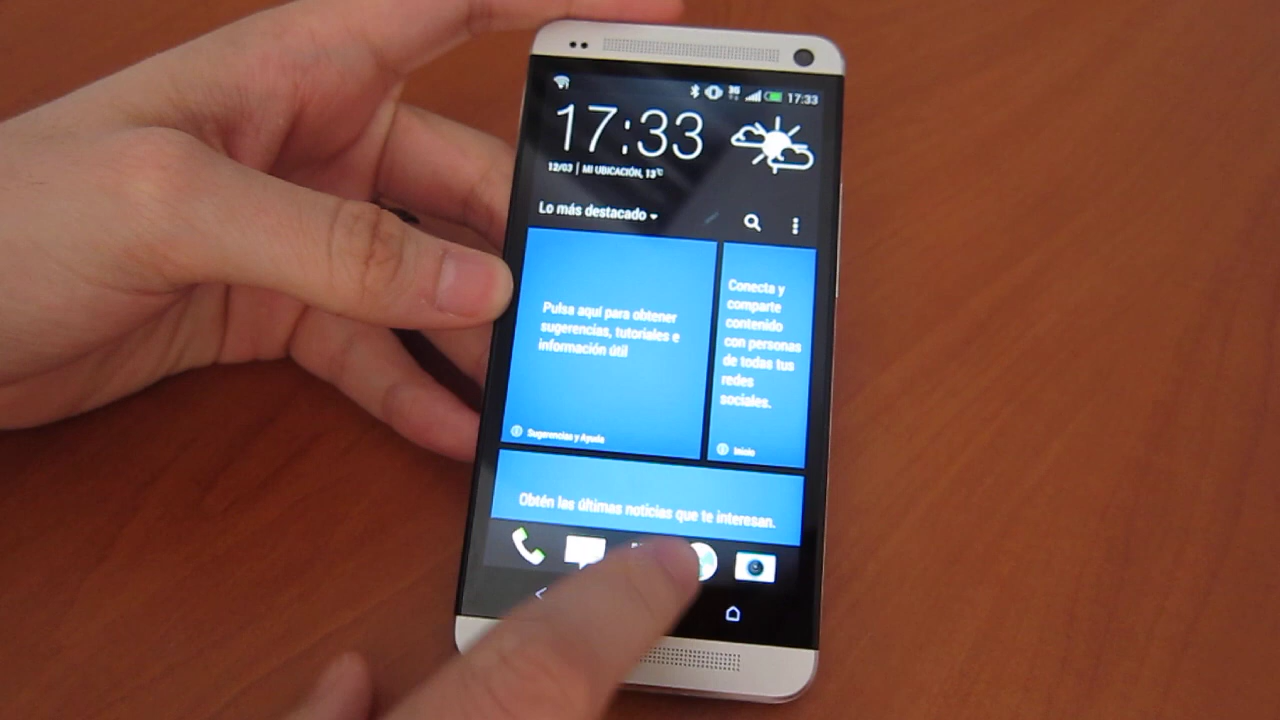 3G
17:33
17:33
12/03 | MI UBICACIÓN, 13°C
Lo más destacado
Pulsa aquí para obtener
sugerencias, tutoriales e
información útil
Sugerencias y Ayuda
Conecta y
comparte
contenido
con personas
de todas tus
redes
sociales.
Inicio
Obtén las últimas noticias que te interesan.